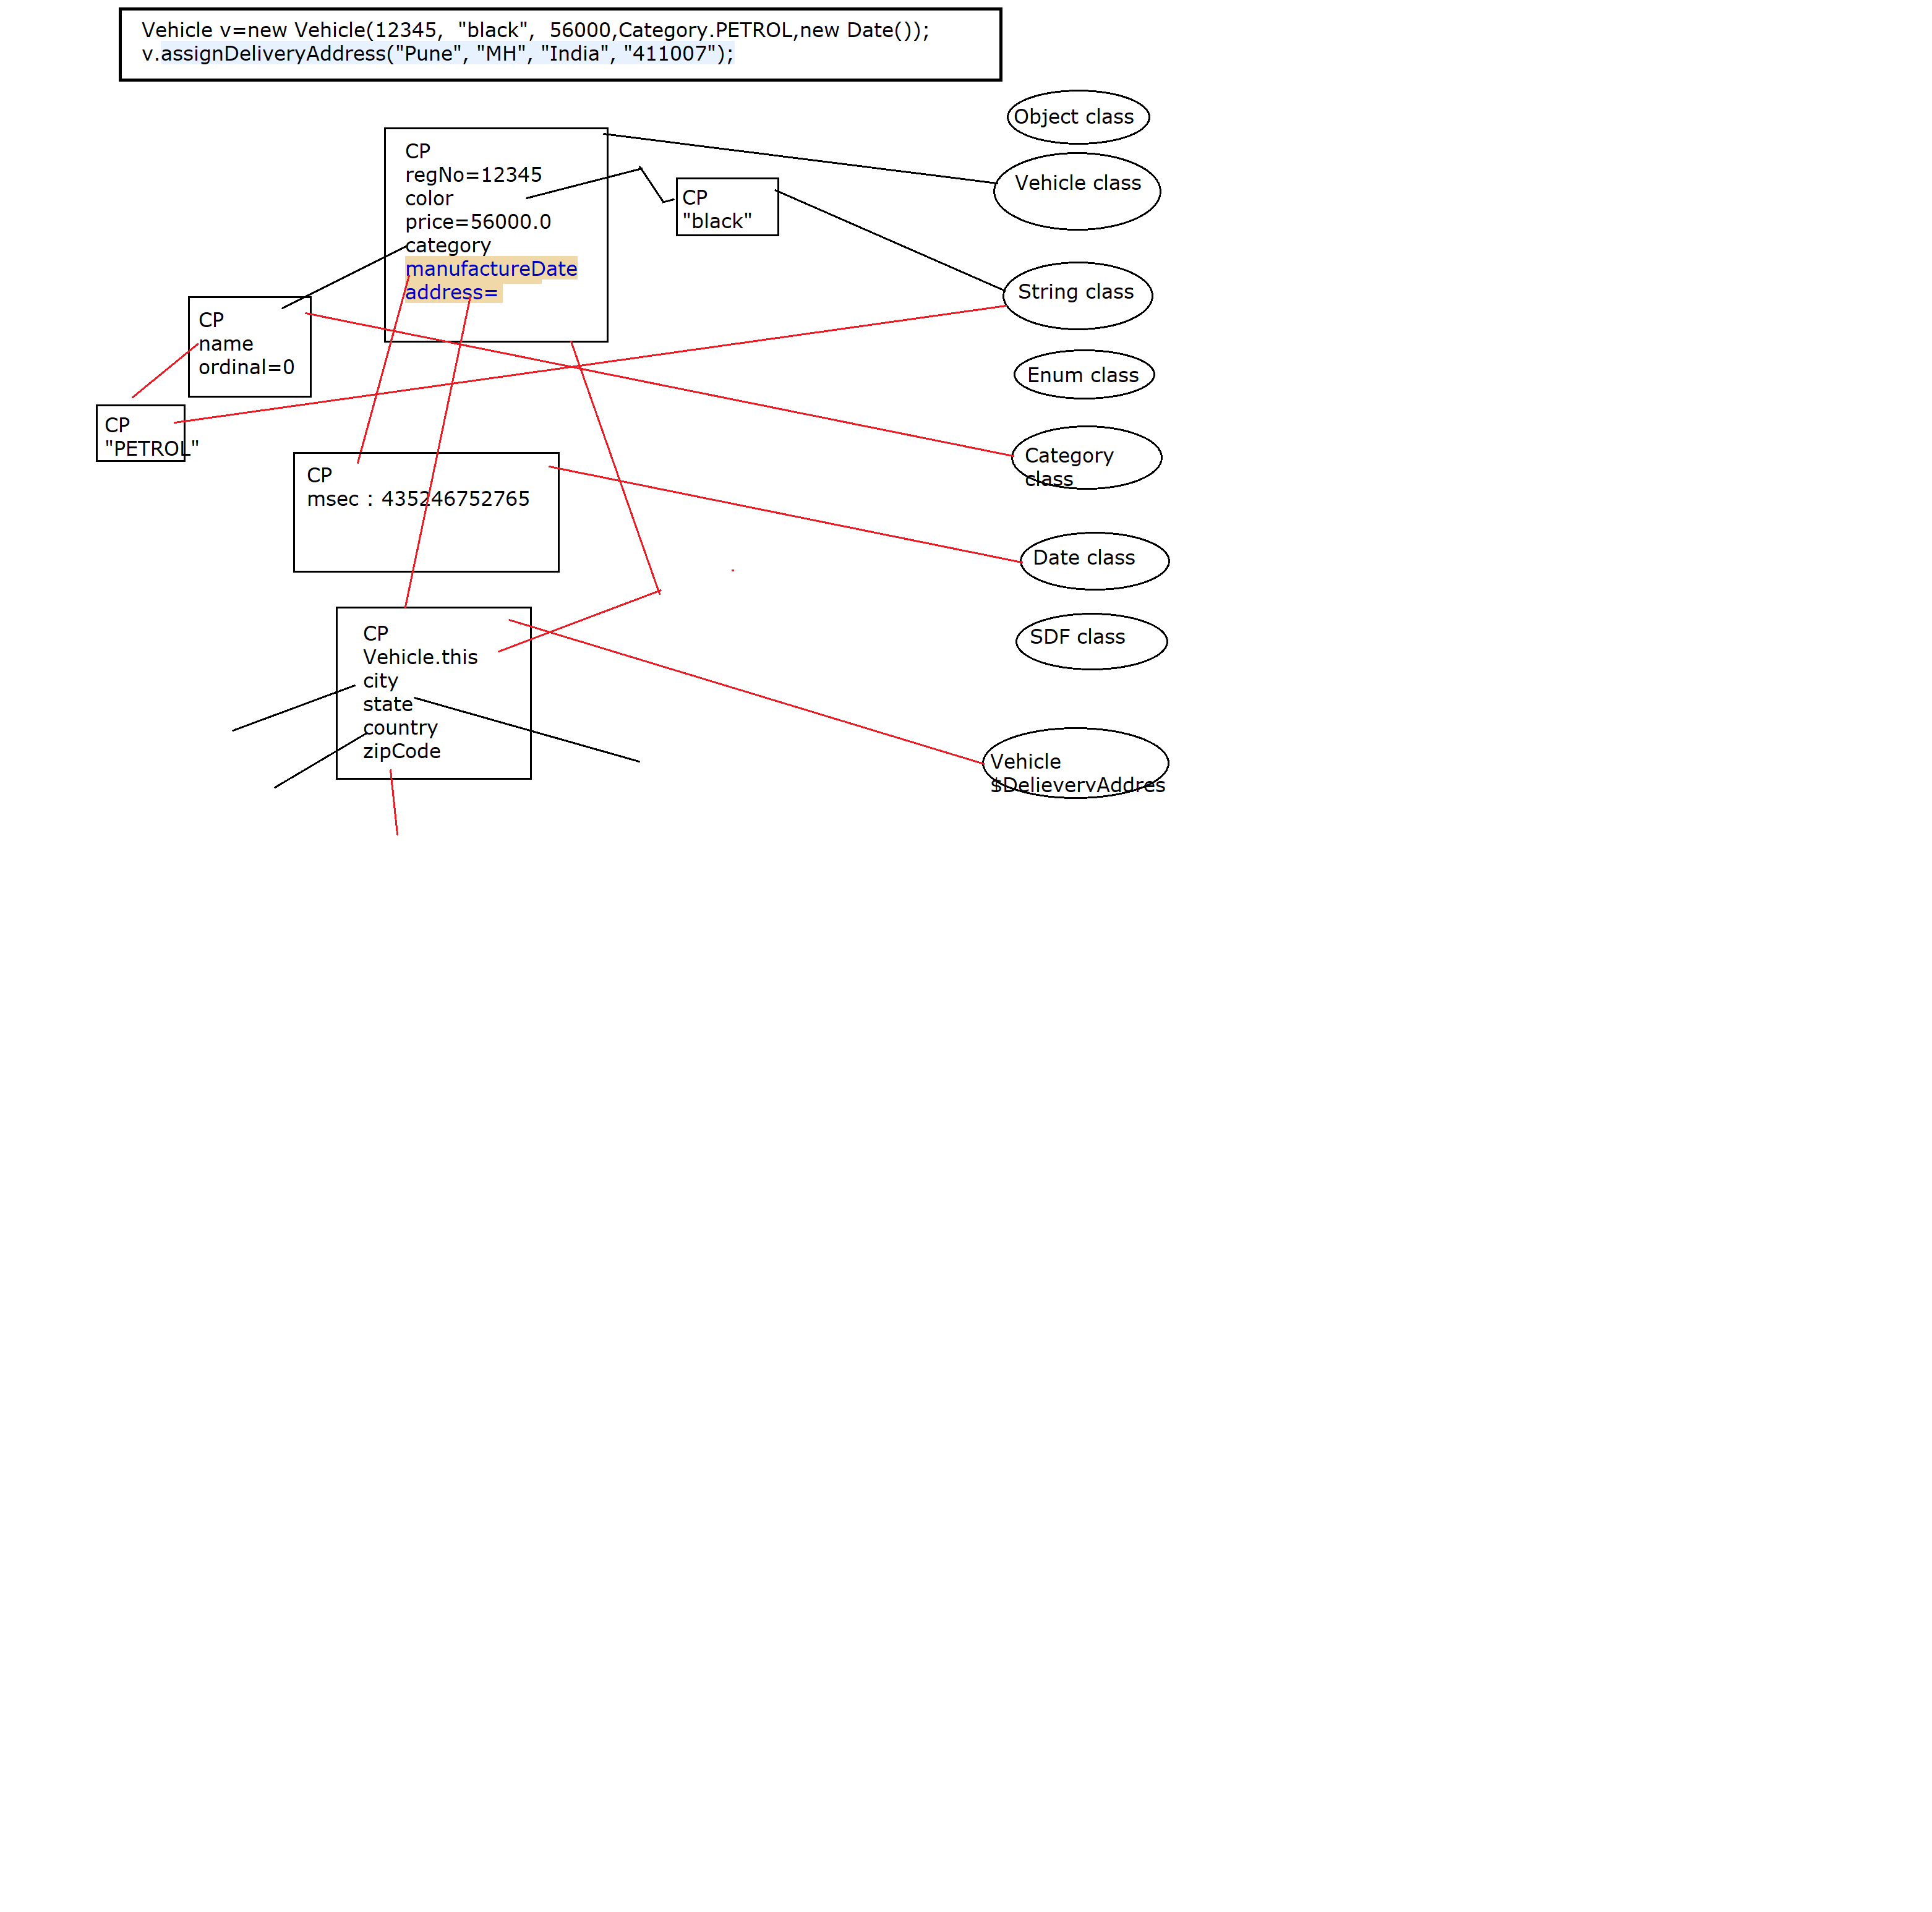 Vehicle v=new Vehicle(12345,  "black",  56000,Category.PETROL,new Date());
v.assignDeliveryAddress("Pune", "MH", "India", "411007");
Object class
CP
regNo=12345
color
price=56000.0
category
manufactureDate
address=
Vehicle class
CP
"black"
String class
CP
name
ordinal=0
Enum class
CP
"PETROL"
Category
class
CP
msec : 435246752765
Date class
SDF class
CP
Vehicle.this
city
state
country
zipCode
Vehicle
$DelieveryAddres